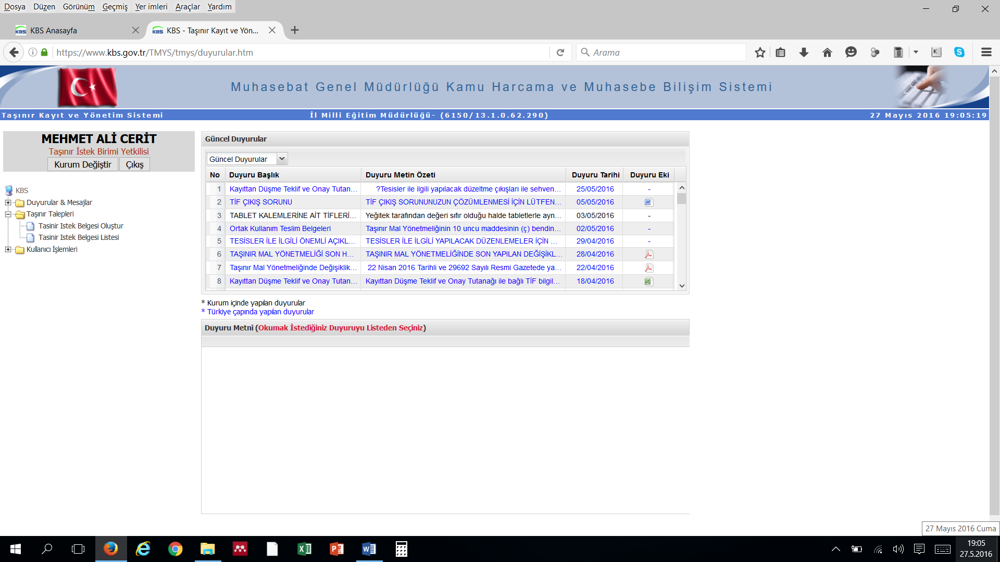 Dosya Düzen Görünüm Geçmiş Yer imleri Araçlar Yardım
KBS Anasayfa
KBS - Taşınır Kayıt ve Yön...
https://www.kbs.gov.tr/TMYS/tmys/duyurular.htm
Arama
Muhasebat Genel Müdürlüğü Kamu Harcama ve Muhasebe Bilişim Sistemi
Taşınır Kayıt ve Yönetim Sistemi
İl Milli Eğitim Müdürlüğü- (6150/13.1.0.62.290)
27 Mayıs 2016 19:05:19
MEHMET ALİ CERİT
Taşınır İstek Birimi Yetkilisi
Kurum Değiştir Çıkış
KBS
Duyurular & Mesajlar
Taşınır Talepleri
Tasinir Istek Belgesi Oluştur
Tasinir Istek Belgesi Listesi
Kullanıcı İşlemleri
Güncel Duyurular
Güncel Duyurular
No Duyuru Başlık Duyuru Metin Özeti Duyuru Tarihi Duyuru Eki
1 Kayıttan Düşme Teklif ve Onay Tutan... ?Tesisler ile ilgili yapılacak düzeltme çıkışları ile sehven... 25/05/2016 -
2 TİF ÇIKIŞ SORUNU TİF ÇIKIŞ SORUNUNUZUN ÇÖZÜMLENMESİ İÇİN LÜTFEN... 05/05/2016
3 TABLET KALEMLERİNE AİT TİFLERİ... Yeğitek tarafından değeri sıfır olduğu halde tabletlerle ayn... 03/05/2016 -
4 Ortak Kullanım Teslim Belgeleri Taşınır Mal Yönetmeliğinin 10 uncu maddesinin (ç) bendin... 02/05/2016 -
5 TESİSLER İLE İLGİLİ ÖNEMLİ AÇIKL... TESİSLER İLE İLGİLİ YAPILACAK DÜZENLEMELER İÇİN ... 29/04/2016 -
6 TAŞINIR MAL YÖNETMELİĞİ SON H... TAŞINIR MAL YÖNETMELİĞİNDE SON YAPILAN DEĞİŞİKL... 28/04/2016
7 Taşınır Mal Yönetmeliğinde Değişiklik... 22 Nisan 2016 Tarihli ve 29692 Sayılı Resmi Gazetede ya... 22/04/2016
8 Kayıttan Düşme Teklif ve Onay Tutan... Kayıttan Düşme Teklif ve Onay Tutanağı ile bağlı TİF bilgil... 18/04/2016
* Kurum içinde yapılan duyurular
* Türkiye çapında yapılan duyurular
Duyuru Metni (Okumak İstediğiniz Duyuruyu Listeden Seçiniz)
27 Mayıs 2016 Cuma
19:05
27.5.2016